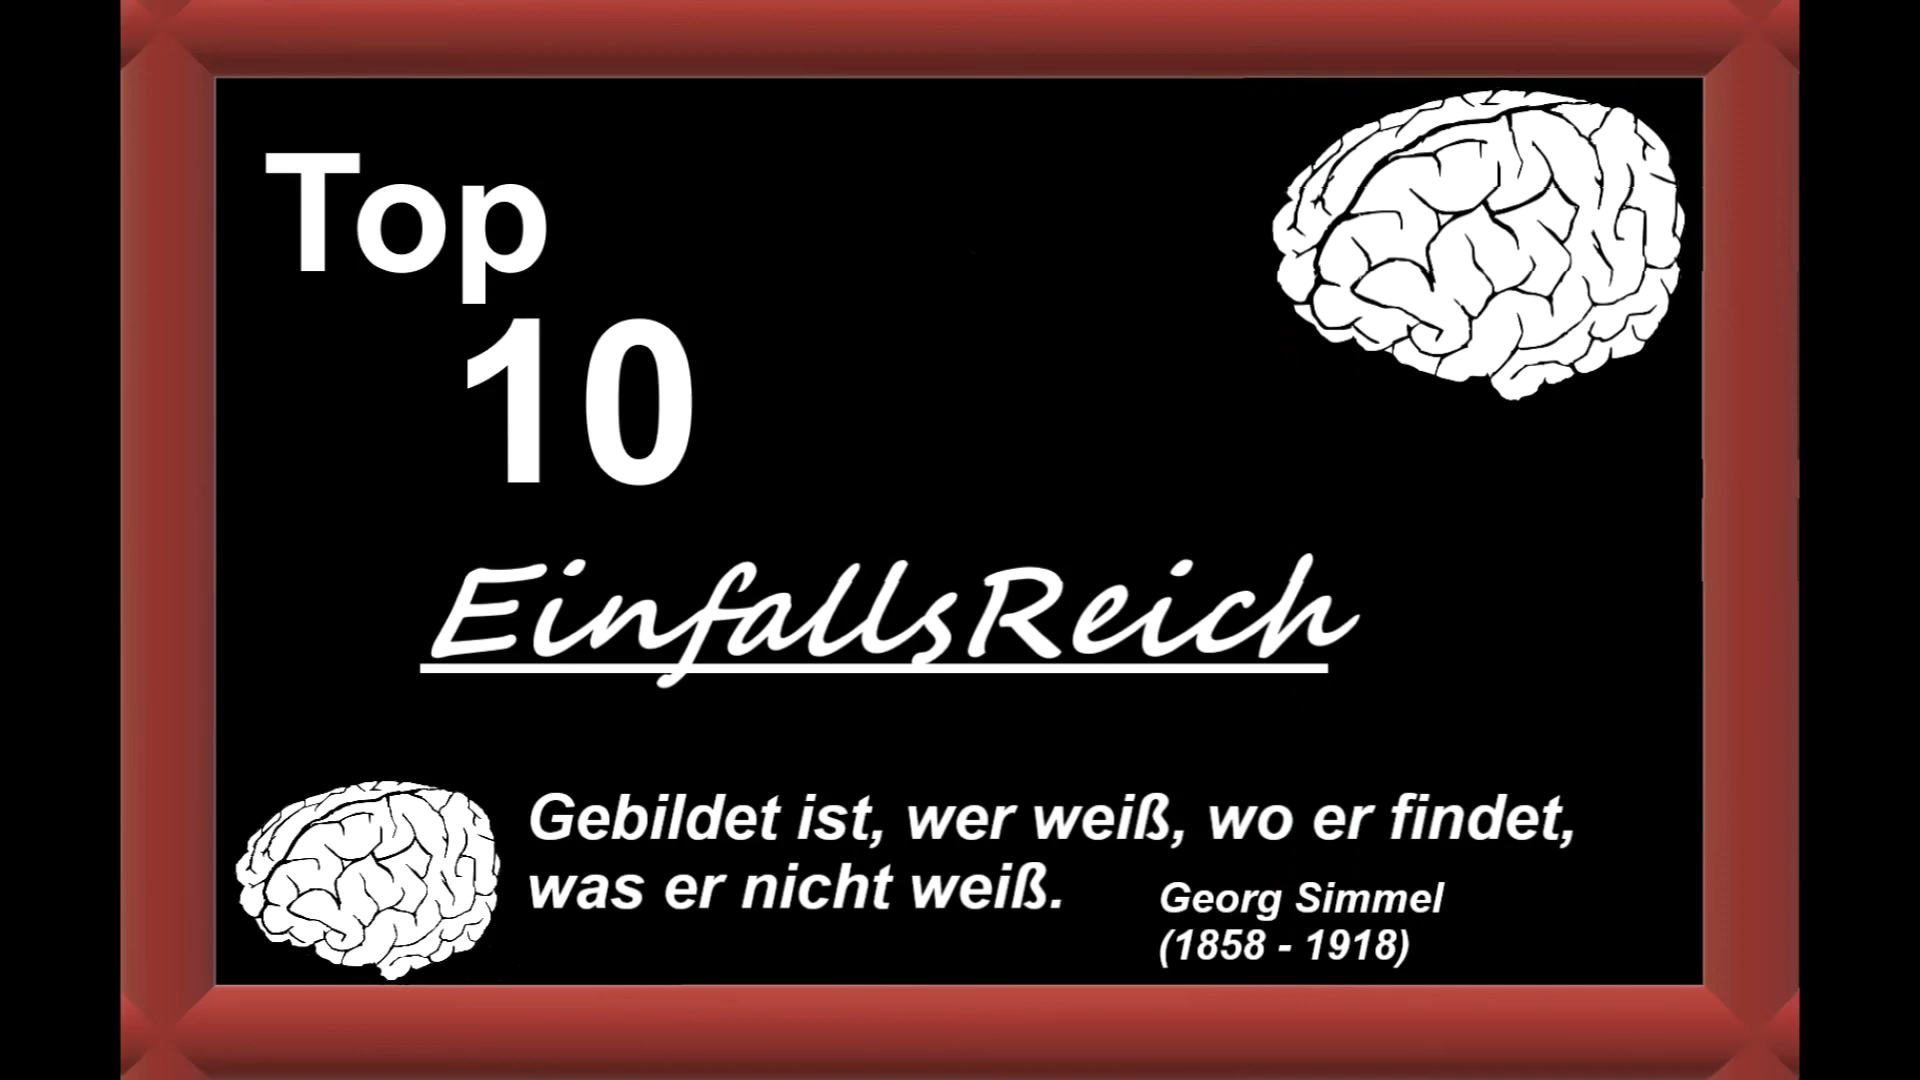 Top
10
EinfallsReich
Gebildet ist, wer weiß, wo er findet,
was er nicht weiß.
Georg Simmel
(1858 - 1918)